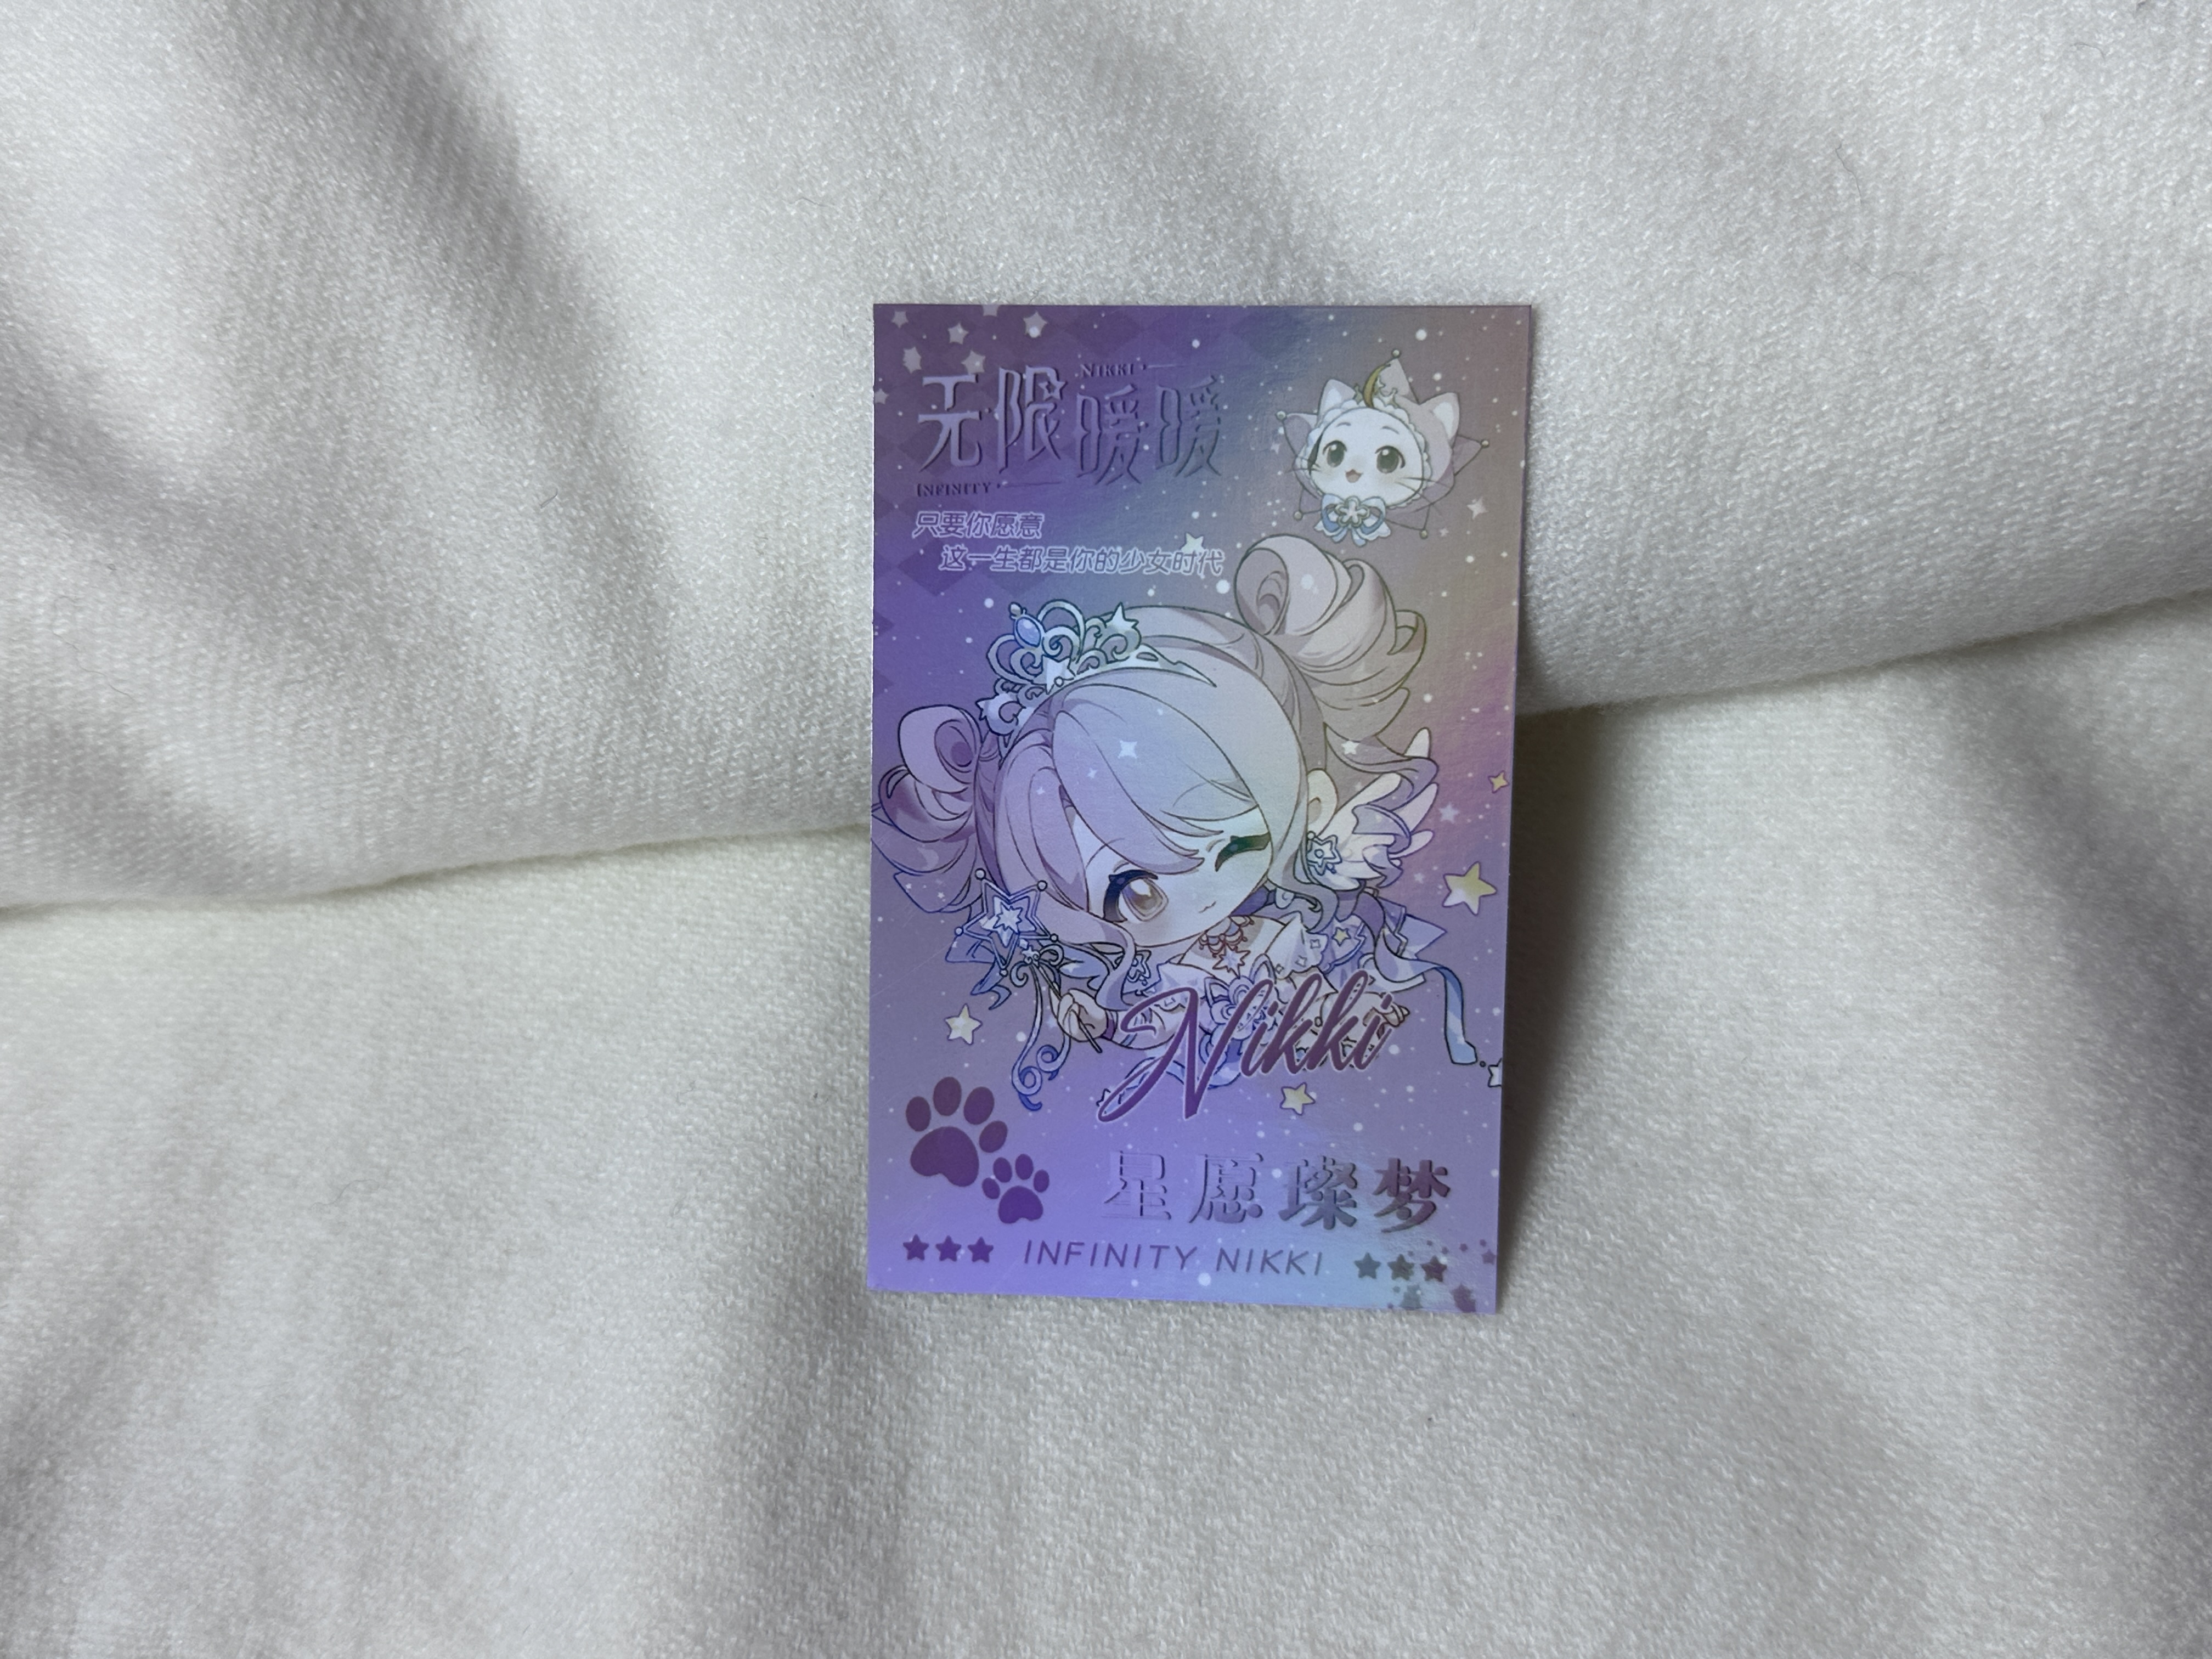 NIKKI
无限暖暖
INFINITY
只要你愿意
这一生都是你的少女时代
Nikki
星愿璨梦
INFINITY NIKKI